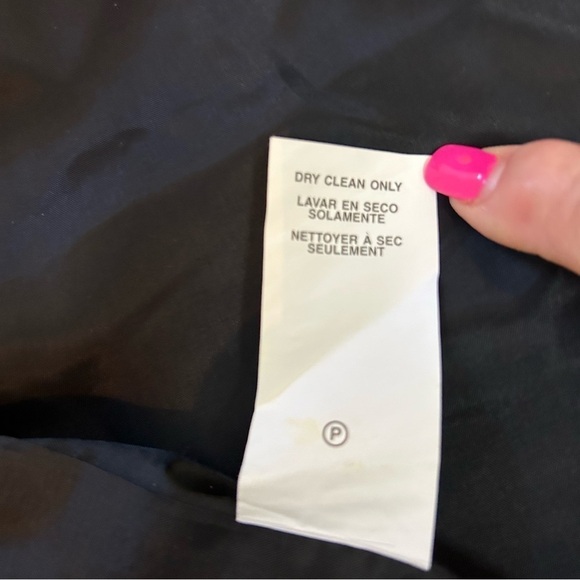 DRY CLEAN ONLY
LAVAR EN SECO
SOLAMENTE
NETTOYER À SEC
SEULEMENT
P